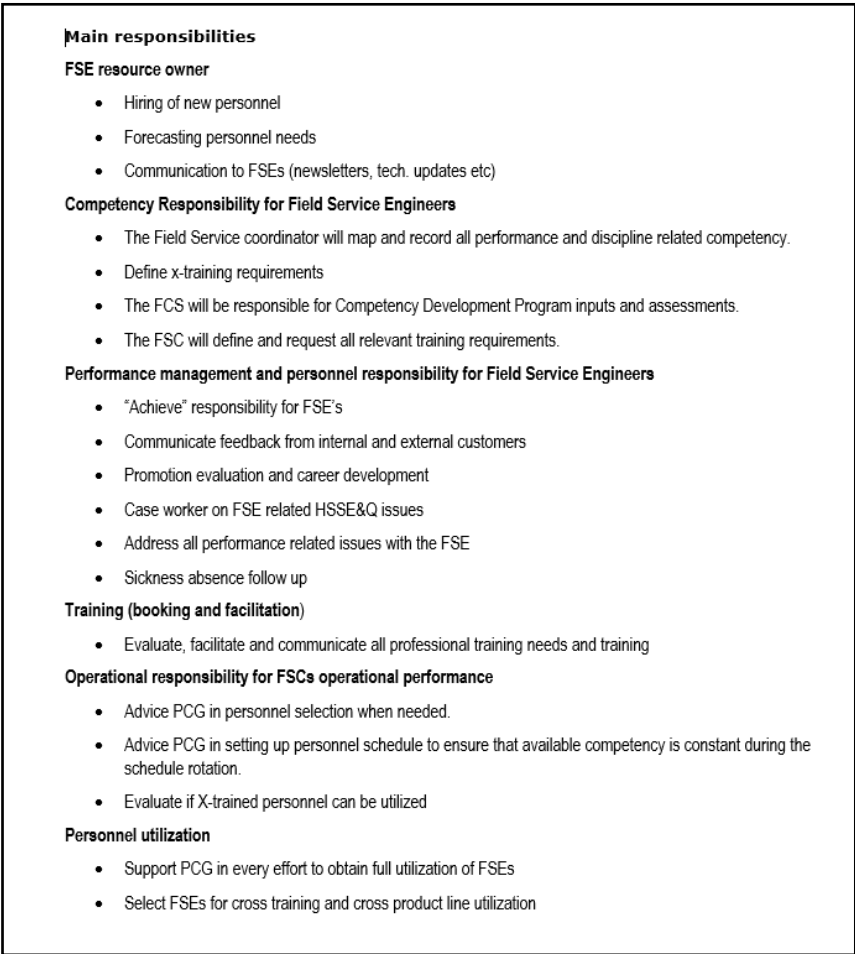 Main responsibilities
FSE resource owner
• Hiring of new personnel
• Forecasting personnel needs
• Communication to FSEs (newsletters, tech. updates etc)
Competency Responsibility for Field Service Engineers
• The Field Service coordinator will map and record all performance and discipline related competency.
• Define x-training requirements
• The FCS will be responsible for Competency Development Program inputs and assessments.
• The FSC will define and request all relevant training requirements.
Performance management and personnel responsibility for Field Service Engineers
• “Achieve” responsibility for FSE’s
• Communicate feedback from internal and external customers
• Promotion evaluation and career development
• Case worker on FSE related HSSE&Q issues
• Address all performance related issues with the FSE
• Sickness absence follow up
Training (booking and facilitation)
• Evaluate, facilitate and communicate all professional training needs and training
Operational responsibility for FSCs operational performance
• Advice PCG in personnel selection when needed.
• Advice PCG in setting up personnel schedule to ensure that available competency is constant during the
schedule rotation.
• Evaluate if X-trained personnel can be utilized
Personnel utilization
• Support PCG in every effort to obtain full utilization of FSEs
• Select FSEs for cross training and cross product line utilization